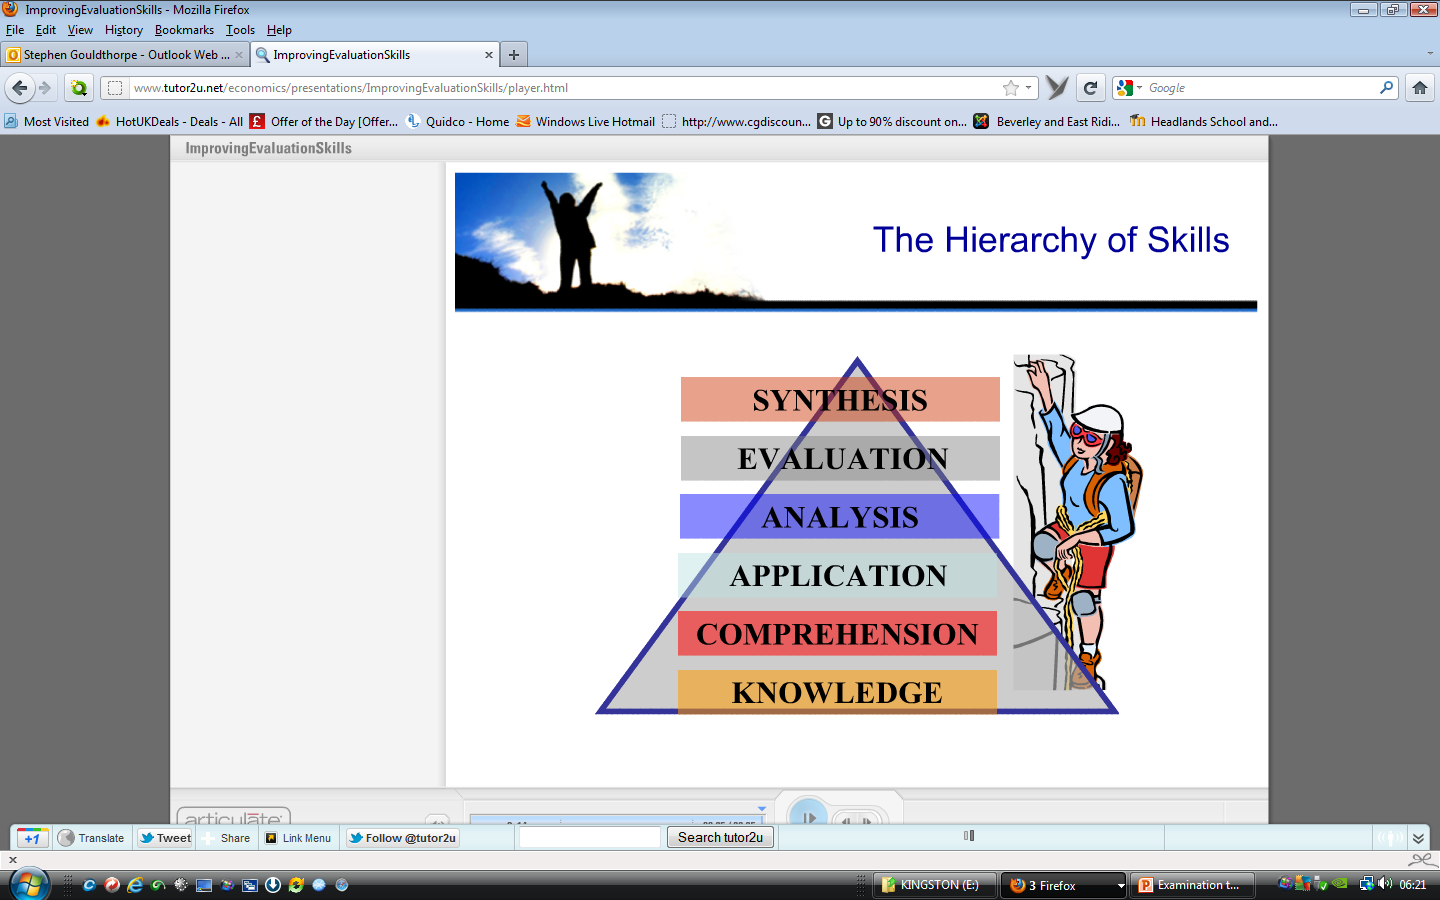 ImprovingEvaluationSkills - Mozilla Firefox
File Edit View History Bookmarks Tools Help
Stephen Gouldthorpe - Outlook Web ...
ImprovingEvaluationSkills
www.tutor2u.net/economics/presentations/ImprovingEvaluationSkills/player.html
Google
Most Visited HotUKDeals - Deals - All Offer of the Day [Offer... Quidco - Home Windows Live Hotmail http://www.cgdiscoun... Up to 90% discount on... Beverley and East Ridi... Headlands School and...
ImprovingEvaluationSkills
The Hierarchy of Skills
SYNTHESIS
EVALUATION
ANALYSIS
APPLICATION
COMPREHENSION
KNOWLEDGE
articulate
+1 Translate Tweet Share Link Menu Follow @tutor2u Search tutor2u
KINGSTON (E:) 3 Firefox Examination t... 06:21